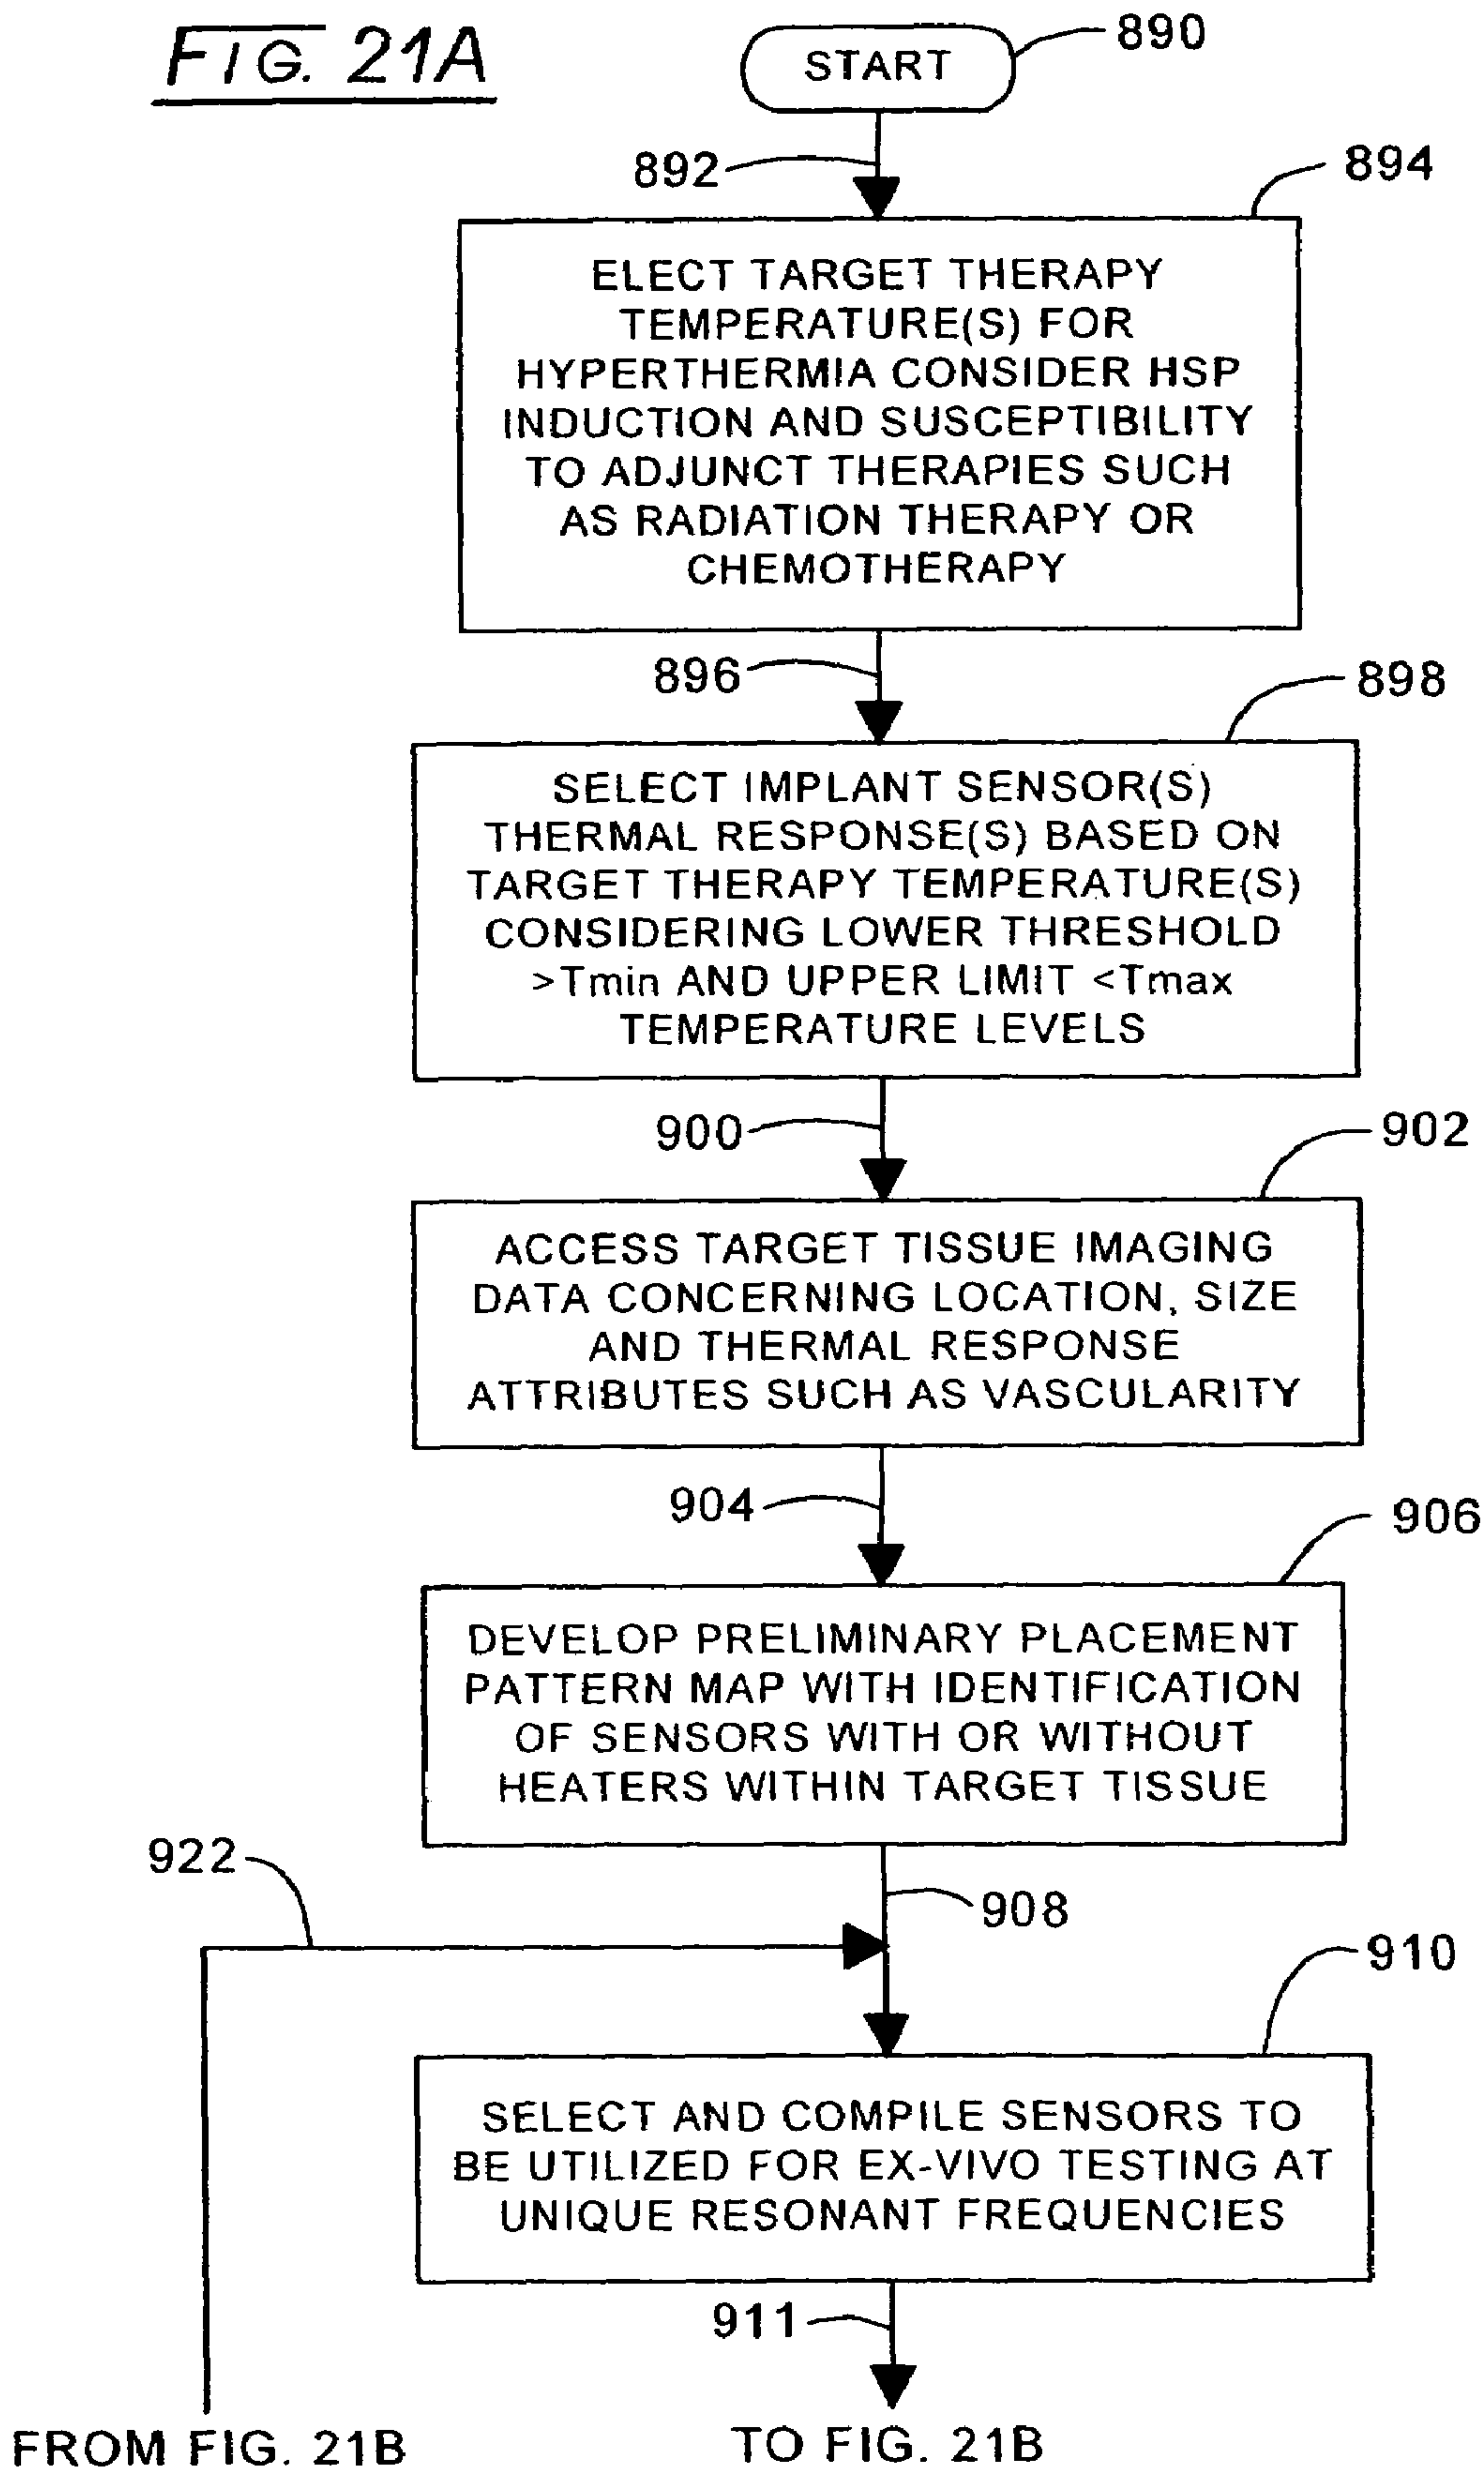 FIG. 21A
START
890
892
894
ELECT TARGET THERAPY
TEMPERATURE(S) FOR
HYPERTHERMIA CONSIDER HSP
INDUCTION AND SUSCEPTIBILITY
TO ADJUNCT THERAPIES SUCH
AS RADIATION THERAPY OR
CHEMOTHERAPY
896
898
SELECT IMPLANT SENSOR(S)
THERMAL RESPONSE(S) BASED ON
TARGET THERAPY TEMPERATURE(S)
CONSIDERING LOWER THRESHOLD
>Tmin AND UPPER LIMIT <Tmax
TEMPERATURE LEVELS
900
902
ACCESS TARGET TISSUE IMAGING
DATA CONCERNING LOCATION, SIZE
AND THERMAL RESPONSE
ATTRIBUTES SUCH AS VASCULARITY
904
906
DEVELOP PRELIMINARY PLACEMENT
PATTERN MAP WITH IDENTIFICATION
OF SENSORS WITH OR WITHOUT
HEATERS WITHIN TARGET TISSUE
922
908
910
SELECT AND COMPILE SENSORS TO
BE UTILIZED FOR EX-VIVO TESTING AT
UNIQUE RESONANT FREQUENCIES
911
FROM FIG. 21B
TO FIG. 21B